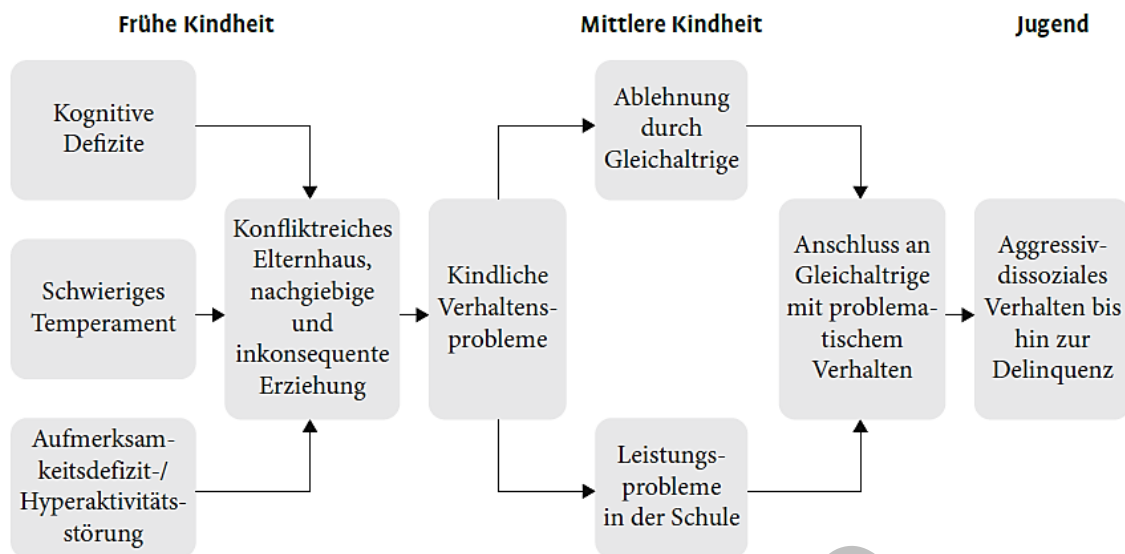 Frühe Kindheit
Mittlere Kindheit
Jugend
Kognitive
Defizite
Schwieriges
Temperament
Aufmerksam-
keitsdefizit-/
Hyperaktivitäts-
störung
Konfliktreiches
Elternhaus,
nachgiebige
und
inkonsequente
Erziehung
Kindliche
Verhaltens-
probleme
Ablehnung
durch
Gleichaltrige
Leistungs-
probleme
in der Schule
Anschluss an
Gleichaltrige
mit problema-
tischem
Verhalten
Aggressiv-
dissoziales
Verhalten bis
hin zur
Delinquenz